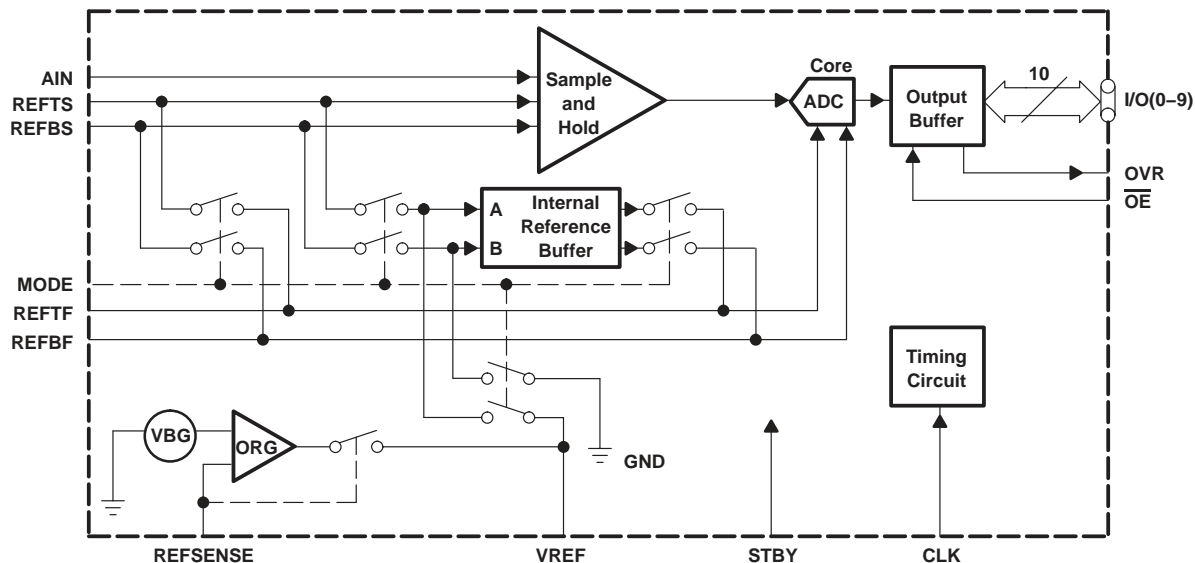 AIN
REFTS
REFBS
Sample
and
Hold
Core
ADC
Output
Buffer
10
I/O(0–9)
OVR
OE
A
B
Internal
Reference
Buffer
MODE
REFTF
REFBF
Timing
Circuit
VBG
ORG
GND
REFSENSE
VREF
STBY
CLK